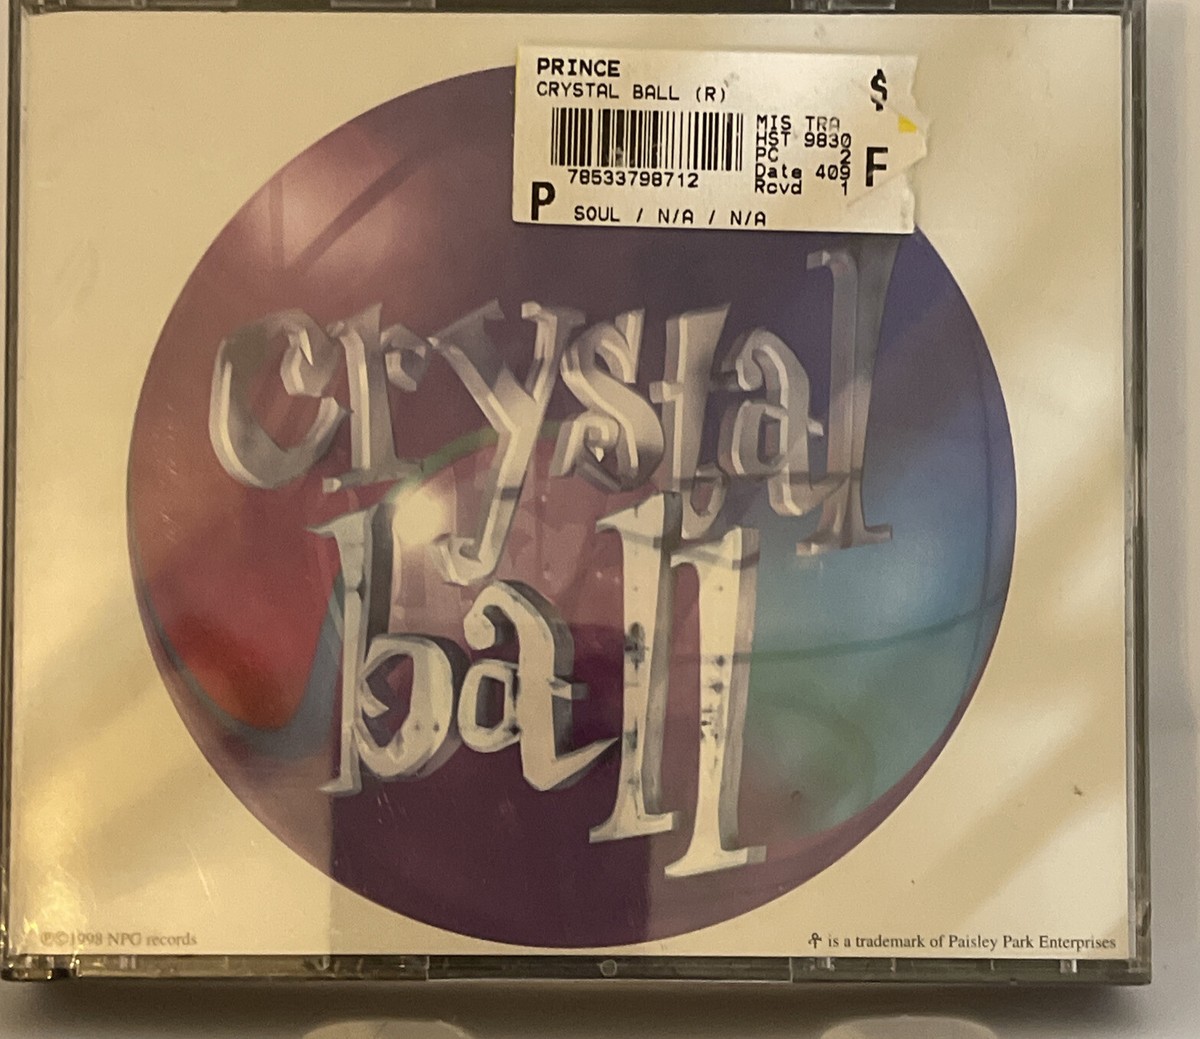 PRINCE
CRYSTAL BALL (R)
$
MIS TRA
HST 9830
PC 2
Date 409
Rcvd 1
F
78533798712
P
SOUL / N/A / N/A
crystal
ball
℗©1998 NPG records
is a trademark of Paisley Park Enterprises